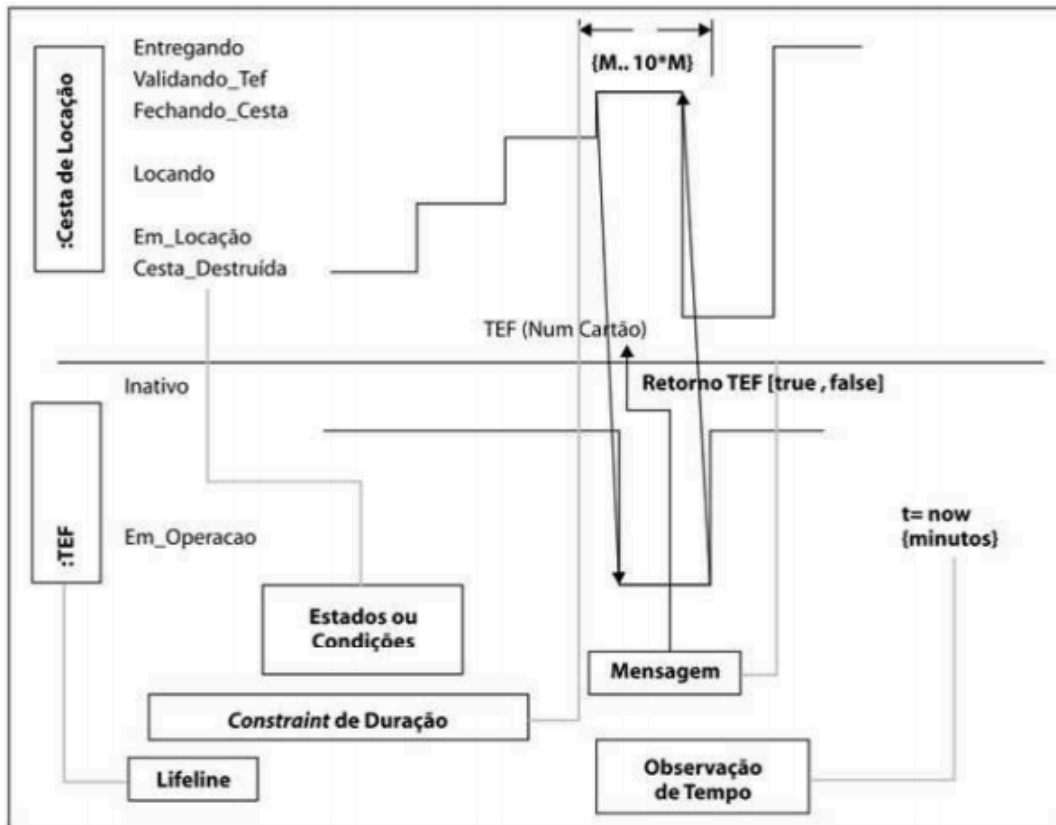 :Cesta de Locação
Entregando
Validando_Tef
Fechando_Cesta
Locando
Em_Locação
Cesta_Destruída
{M.. 10*M}
TEF (Num Cartão)
Retorno TEF [true , false]
:TEF
Inativo
Em_Operacao
t= now
{minutos}
Estados ou
Condições
Mensagem
Constraint de Duração
Lifeline
Observação
de Tempo